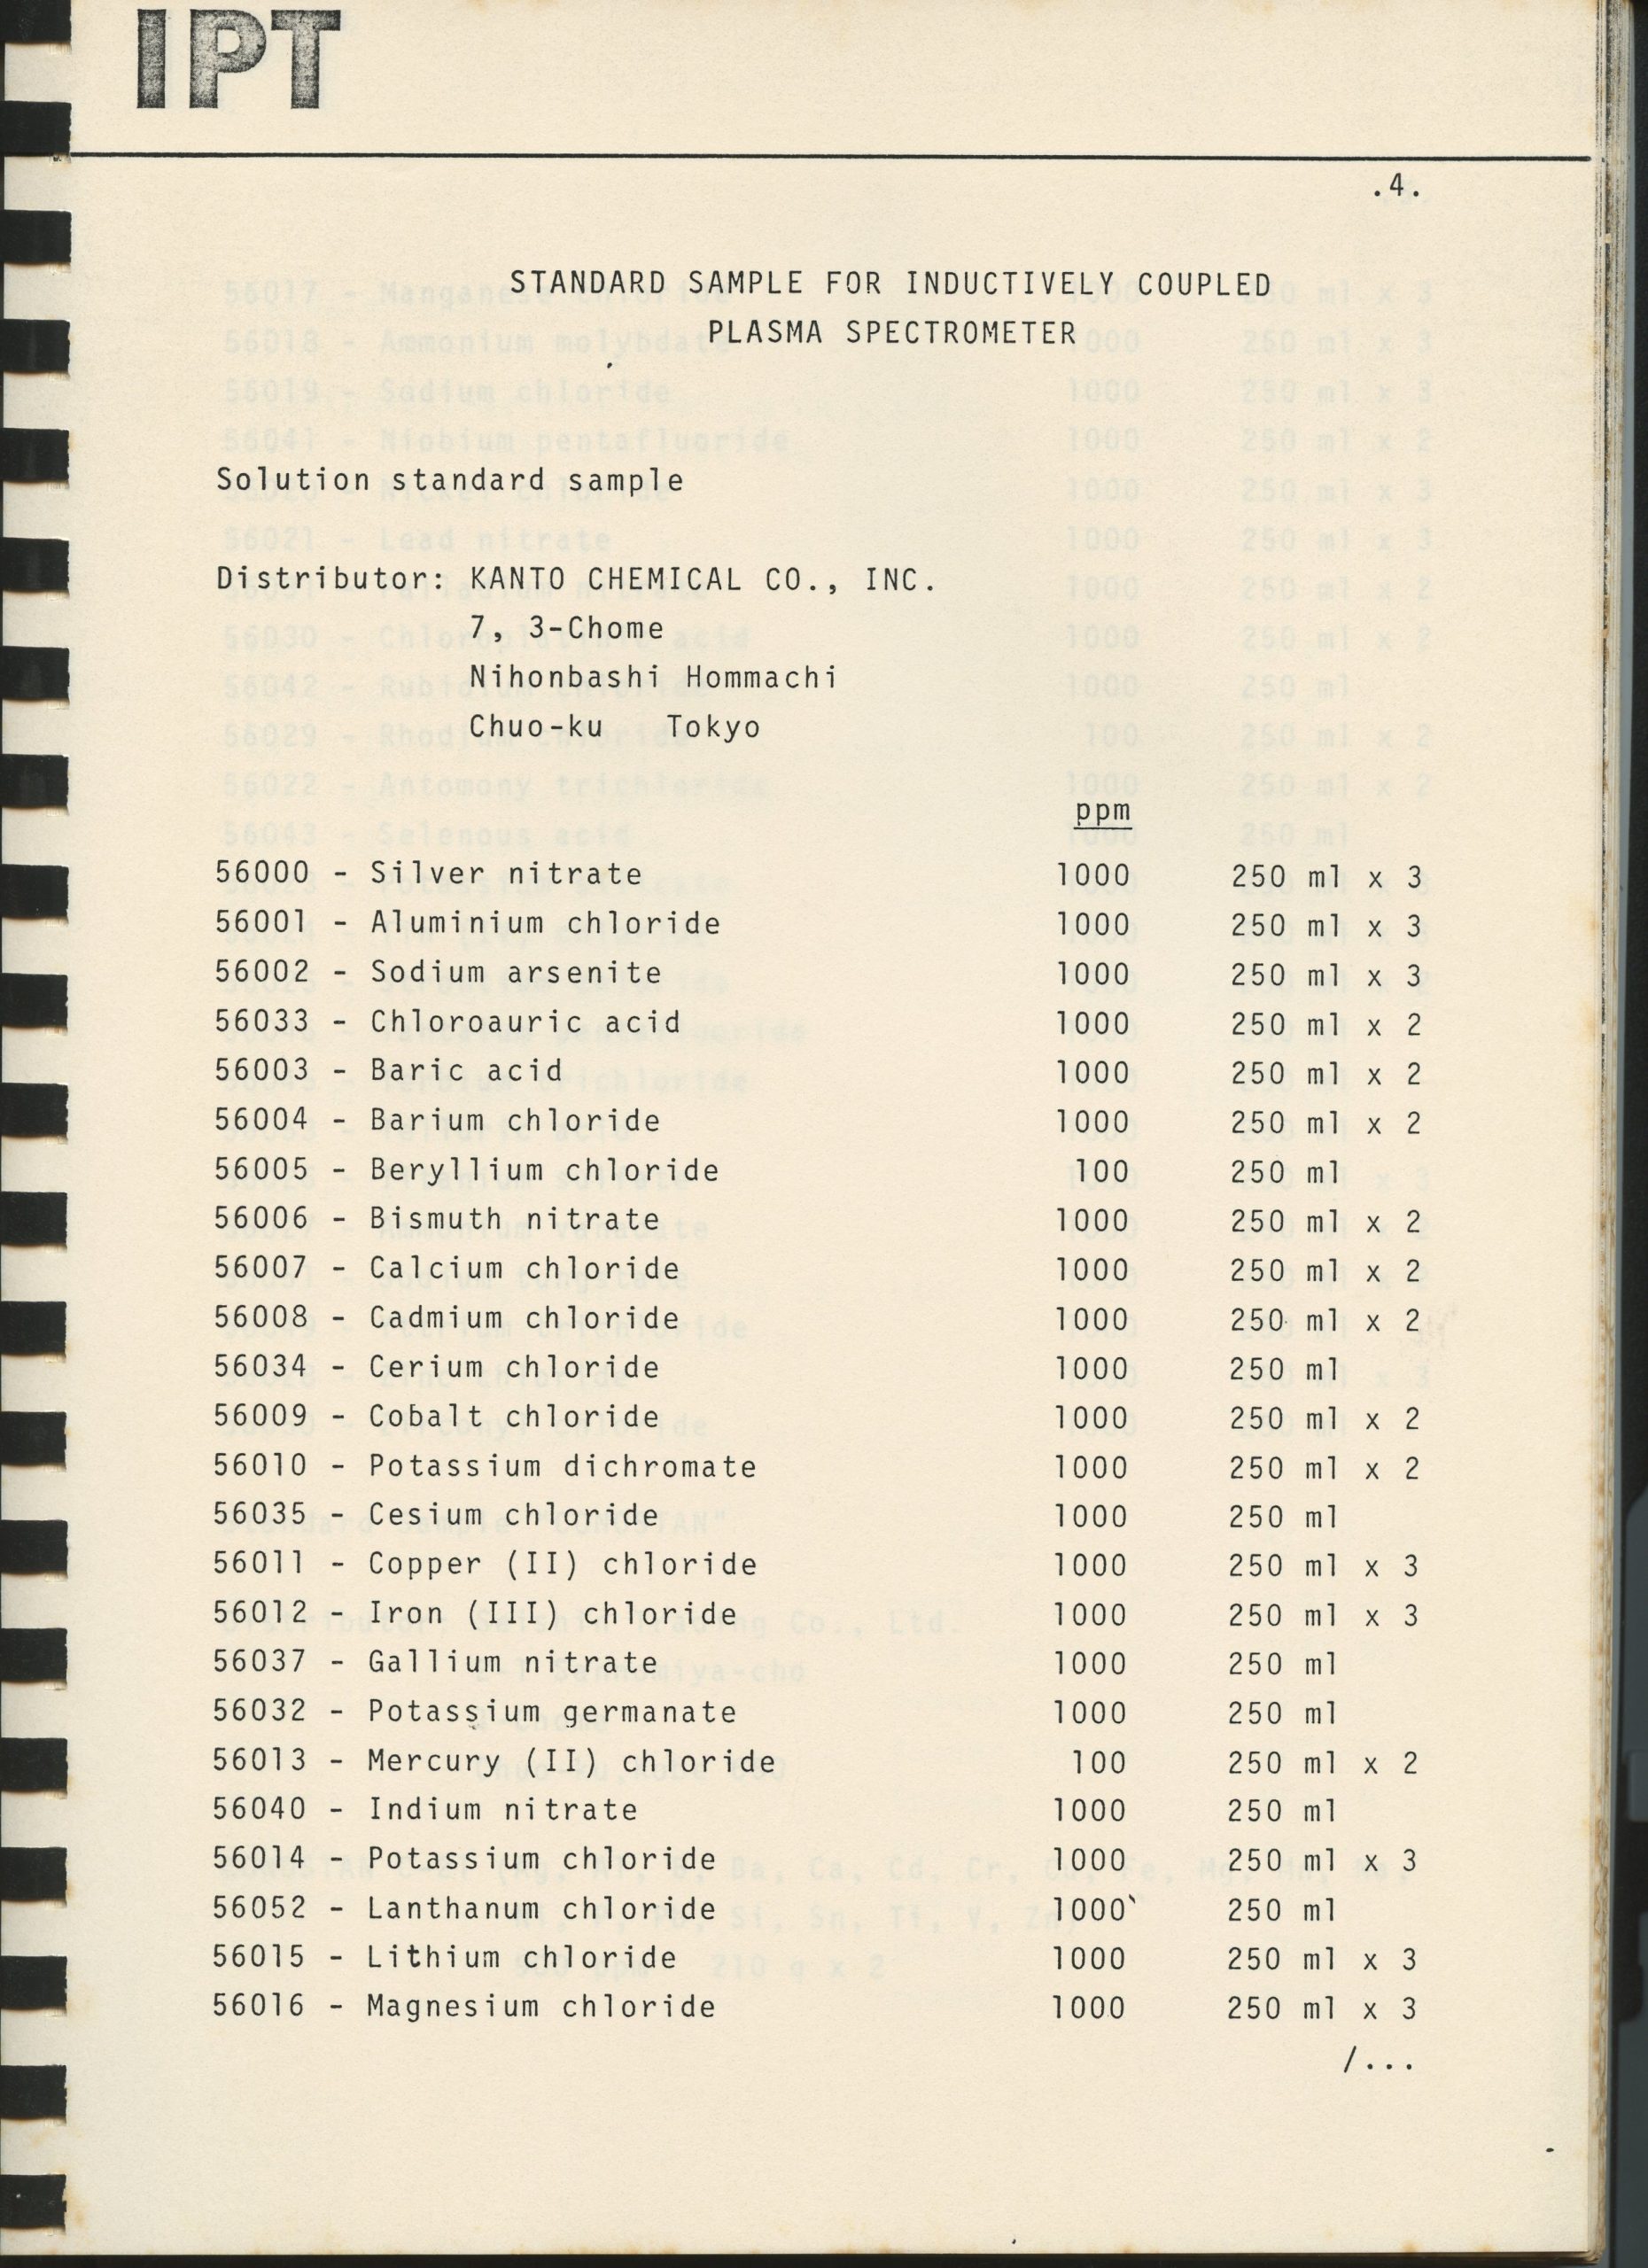 IPT
.4.
STANDARD SAMPLE FOR INDUCTIVELY COUPLED
PLASMA SPECTROMETER
Solution standard sample
Distributor: KANTO CHEMICAL CO., INC.
7, 3-Chome
Nihonbashi Hommachi
Chuo-ku Tokyo
ppm
56000 - Silver nitrate 1000 250 ml x 3
56001 - Aluminium chloride 1000 250 ml x 3
56002 - Sodium arsenite 1000 250 ml x 3
56033 - Chloroauric acid 1000 250 ml x 2
56003 - Baric acid 1000 250 ml x 2
56004 - Barium chloride 1000 250 ml x 2
56005 - Beryllium chloride 100 250 ml
56006 - Bismuth nitrate 1000 250 ml x 2
56007 - Calcium chloride 1000 250 ml x 2
56008 - Cadmium chloride 1000 250 ml x 2
56034 - Cerium chloride 1000 250 ml
56009 - Cobalt chloride 1000 250 ml x 2
56010 - Potassium dichromate 1000 250 ml x 2
56035 - Cesium chloride 1000 250 ml
56011 - Copper (II) chloride 1000 250 ml x 3
56012 - Iron (III) chloride 1000 250 ml x 3
56037 - Gallium nitrate 1000 250 ml
56032 - Potassium germanate 1000 250 ml
56013 - Mercury (II) chloride 100 250 ml x 2
56040 - Indium nitrate 1000 250 ml
56014 - Potassium chloride 1000 250 ml x 3
56052 - Lanthanum chloride 1000 250 ml
56015 - Lithium chloride 1000 250 ml x 3
56016 - Magnesium chloride 1000 250 ml x 3
/...